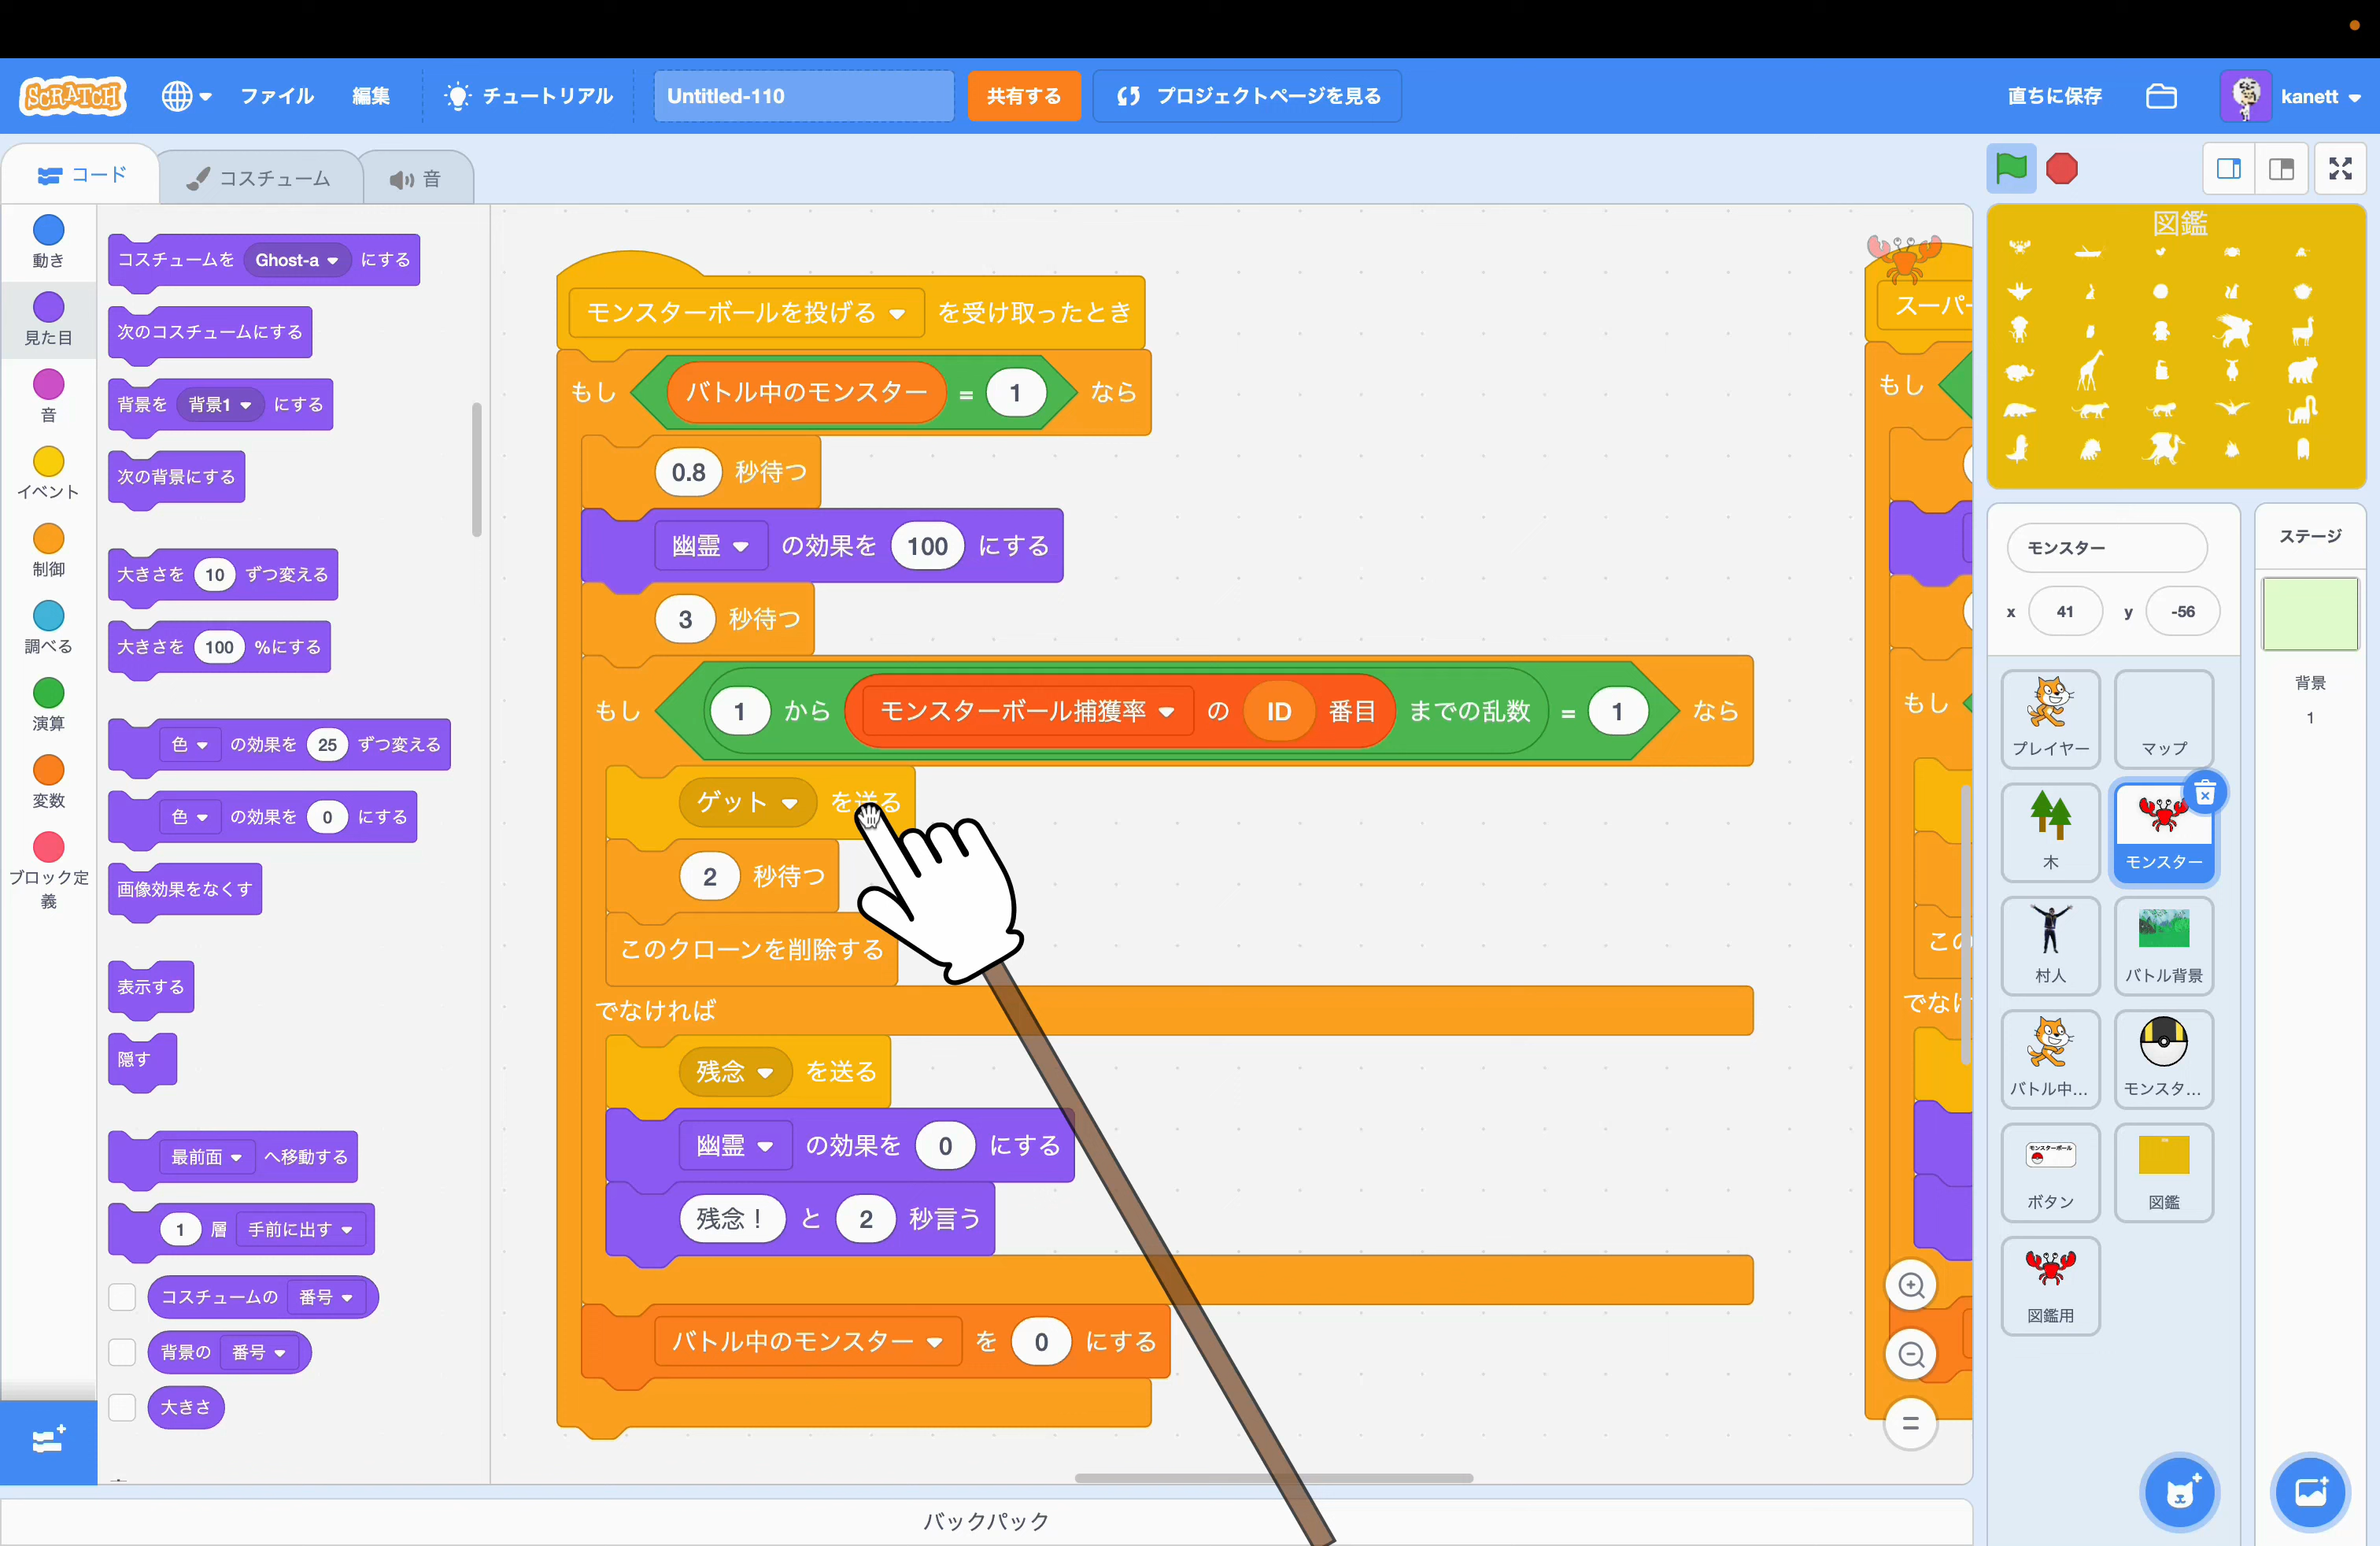 SCRATCH
ファイル
編集
チュートリアル
Untitled-110
共有する
プロジェクトページを見る
直ちに保存
kanett
コード
コスチューム
音
動き
見た目
音
イベント
制御
調べる
演算
変数
ブロック定
義
コスチュームを Ghost-a にする
次のコスチュームにする
背景を 背景1 にする
次の背景にする
大きさを 10 ずつ変える
大きさを 100 %にする
色 の効果を 25 ずつ変える
色 の効果を 0 にする
画像効果をなくす
表示する
隠す
最前面 へ移動する
1 層 手前に出す
コスチュームの 番号
背景の 番号
大きさ
モンスターボールを投げる を受け取ったとき
もし バトル中のモンスター = 1 なら
0.8 秒待つ
幽霊 の効果を 100 にする
3 秒待つ
もし 1 から モンスターボール捕獲率 の ID 番目 までの乱数 = 1 なら
ゲット を送る
2 秒待つ
このクローンを削除する
でなければ
残念 を送る
幽霊 の効果を 0 にする
残念！ と 2 秒言う
バトル中のモンスター を 0 にする
スーパー
もし
もし
この
でなけ
バックパック
図鑑
モンスター
x 41 y -56
プレイヤー
マップ
木
モンスター
村人
バトル背景
バトル中...
モンスタ...
モンスターボール
ボタン
図鑑
図鑑用
ステージ
背景
1